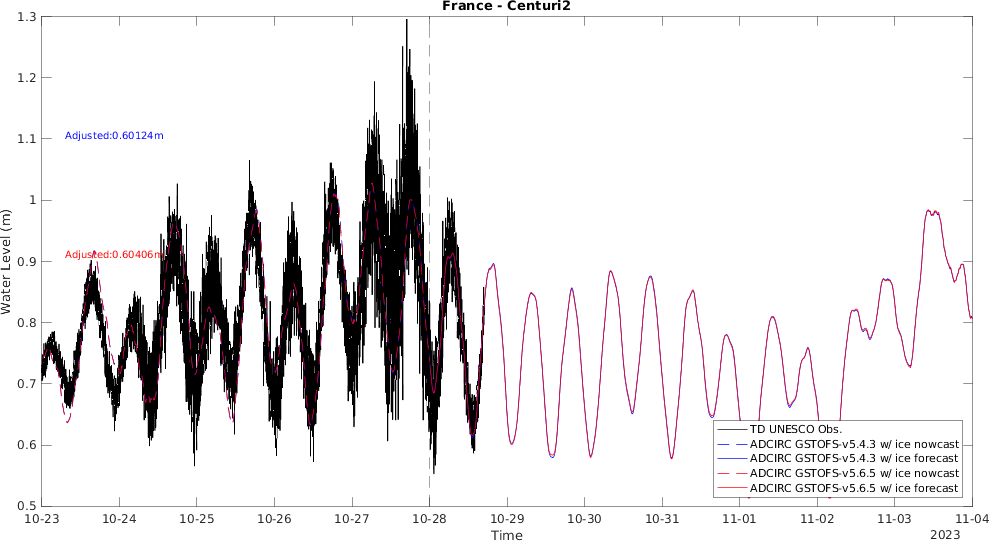 France - Centuri2
1.3
1.2
1.1
1
0.9
0.8
0.7
0.6
0.5
Water Level (m)
Adjusted:0.60124m
Adjusted:0.60406m
TD UNESCO Obs.
ADCIRC GSTOFS-v5.4.3 w/ ice nowcast
ADCIRC GSTOFS-v5.4.3 w/ ice forecast
ADCIRC GSTOFS-v5.6.5 w/ ice nowcast
ADCIRC GSTOFS-v5.6.5 w/ ice forecast
10-23 10-24 10-25 10-26 10-27 10-28 10-29 10-30 10-31 11-01 11-02 11-03 11-04
Time
2023